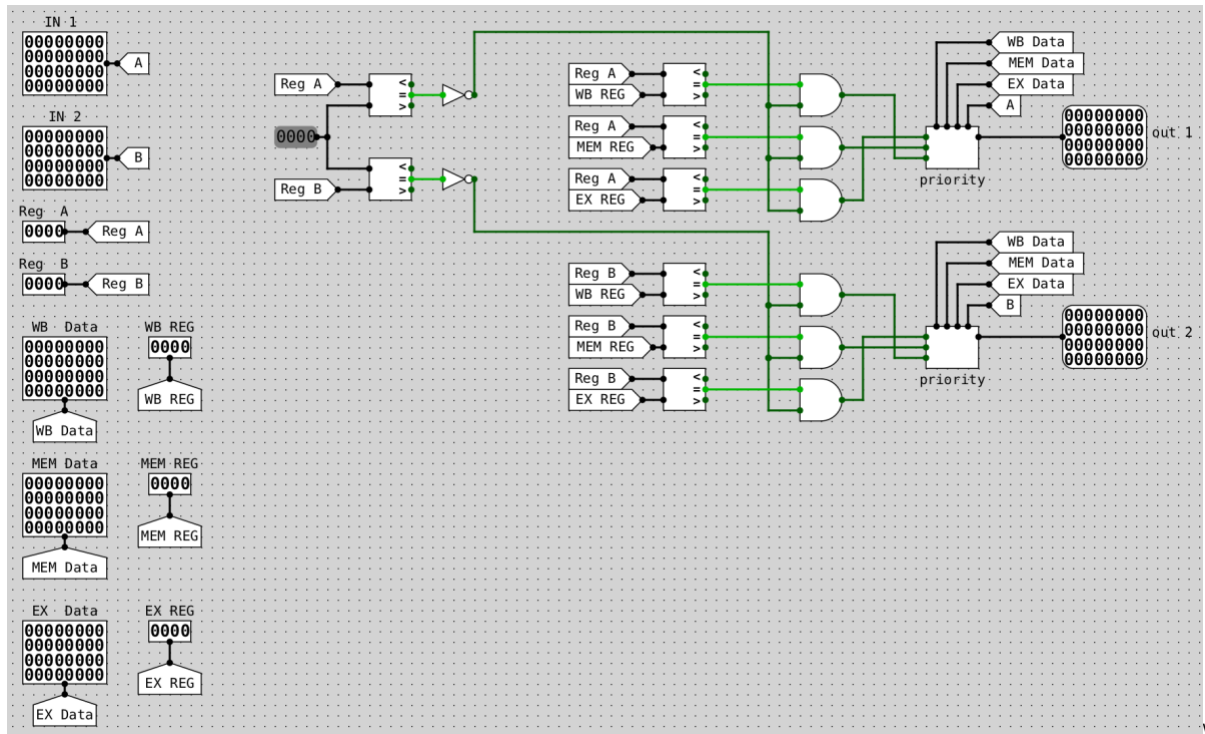 IN 1
00000000
00000000
00000000
00000000
A
IN 2
00000000
00000000
00000000
00000000
B
Reg A
0000
Reg A
Reg B
0000
Reg B
WB Data
00000000
00000000
00000000
00000000
WB Data
WB REG
0000
WB REG
MEM Data
00000000
00000000
00000000
00000000
MEM Data
MEM REG
0000
MEM REG
EX Data
00000000
00000000
00000000
00000000
EX Data
EX REG
0000
EX REG
Reg A
<
=
>
0000
Reg B
<
=
>
Reg A
WB REG
<
=
>
Reg A
MEM REG
<
=
>
Reg A
EX REG
<
=
>
WB Data
MEM Data
EX Data
A
priority
00000000
00000000
00000000
00000000
out 1
Reg B
WB REG
<
=
>
Reg B
MEM REG
<
=
>
Reg B
EX REG
<
=
>
WB Data
MEM Data
EX Data
B
priority
00000000
00000000
00000000
00000000
out 2